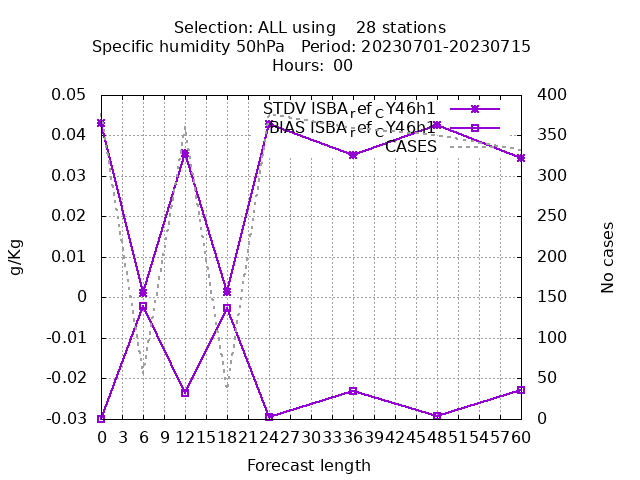 Selection: ALL using    28 stations
Specific humidity 50hPa   Period: 20230701-20230715
Hours:  00
STDV ISBA_ref_CY46h1
BIAS ISBA_ref_CY46h1
CASES
0.05
0.04
0.03
0.02
0.01
0
-0.01
-0.02
-0.03
400
350
300
250
200
150
100
50
0
g/Kg
No cases
0 3 6 9 12 15 18 21 24 27 30 33 36 39 42 45 48 51 54 57 60
Forecast length